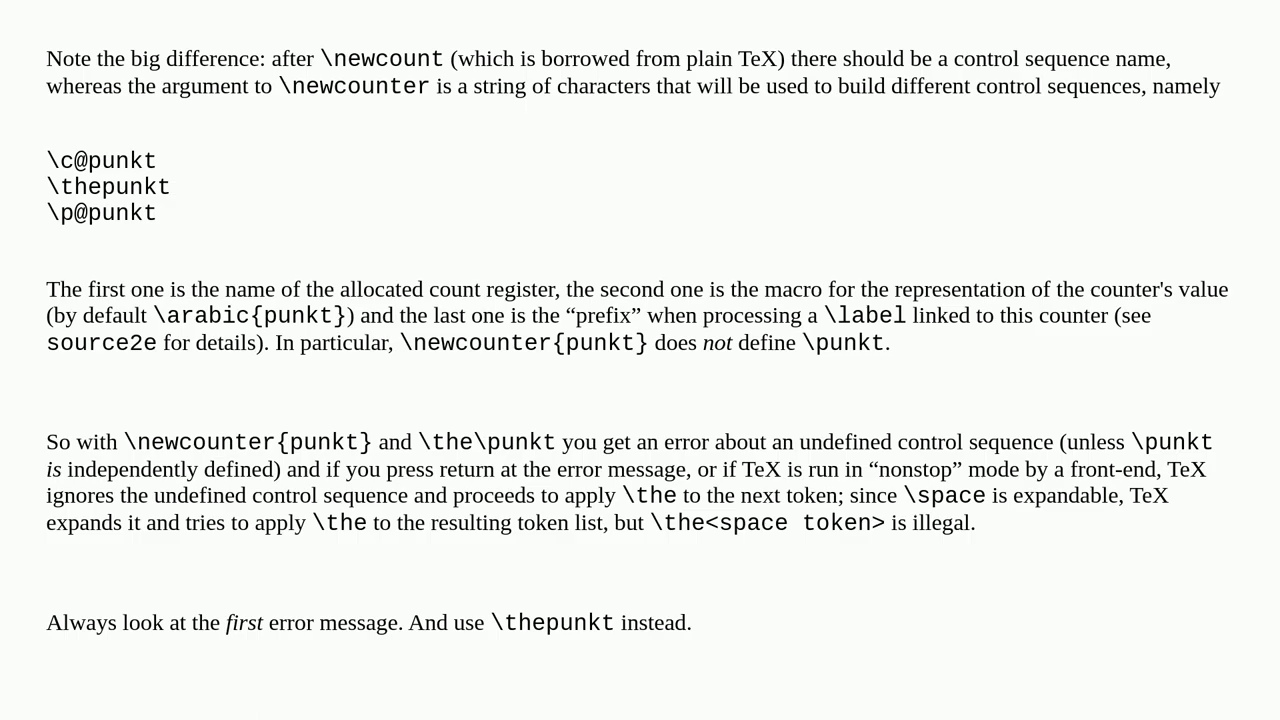 Note the big difference: after \newcount (which is borrowed from plain TeX) there should be a control sequence name,
whereas the argument to \newcounter is a string of characters that will be used to build different control sequences, namely
\c@punkt
\thepunkt
\p@punkt
The first one is the name of the allocated count register, the second one is the macro for the representation of the counter's value
(by default \arabic{punkt}) and the last one is the “prefix” when processing a \label linked to this counter (see
source2e for details). In particular, \newcounter{punkt} does not define \punkt.
So with \newcounter{punkt} and \the\punkt you get an error about an undefined control sequence (unless \punkt
is independently defined) and if you press return at the error message, or if TeX is run in “nonstop” mode by a front-end, TeX
ignores the undefined control sequence and proceeds to apply \the to the next token; since \space is expandable, TeX
expands it and tries to apply \the to the resulting token list, but \the<space token> is illegal.
Always look at the first error message. And use \thepunkt instead.